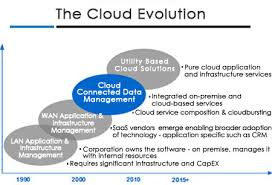 The Cloud Evolution
Utility Based
Cloud Solutions
• Pure cloud application
and infrastructure services
Cloud
Connected Data
Management
• Integrated on-premise and
cloud-based services
• Cloud service composition & cloudbursting
WAN Application &
Infrastructure
Management
• SaaS vendors emerge enabling broader adoption
of technology - application specific such as CRM
LAN Application &
Infrastructure
Management
• Corporation owns the software - on premise, manages it
with internal resources
• Requires significant infrastructure and CapEX
1990
2000
2010
2015+